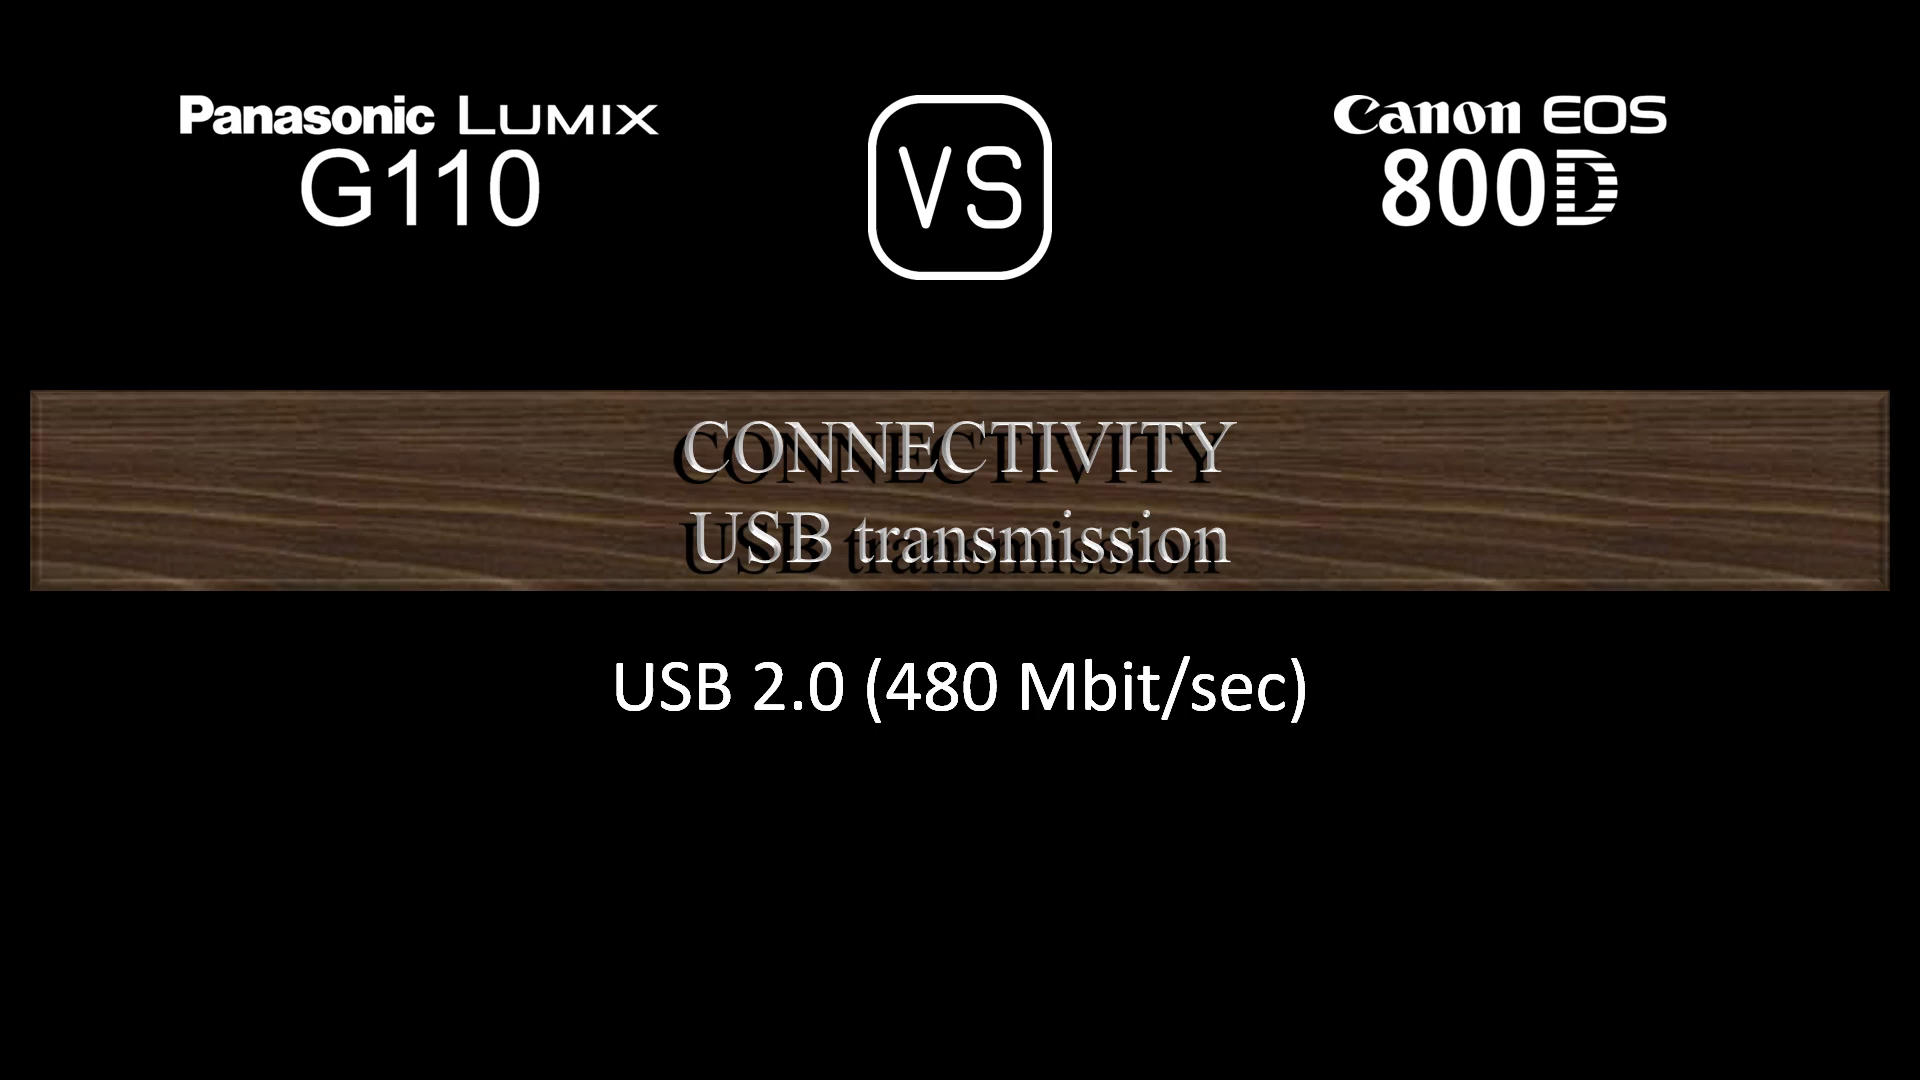 Panasonic LUMIX
G110
VS
Canon EOS
800D
CONNECTIVITY
USB transmission
USB 2.0 (480 Mbit/sec)